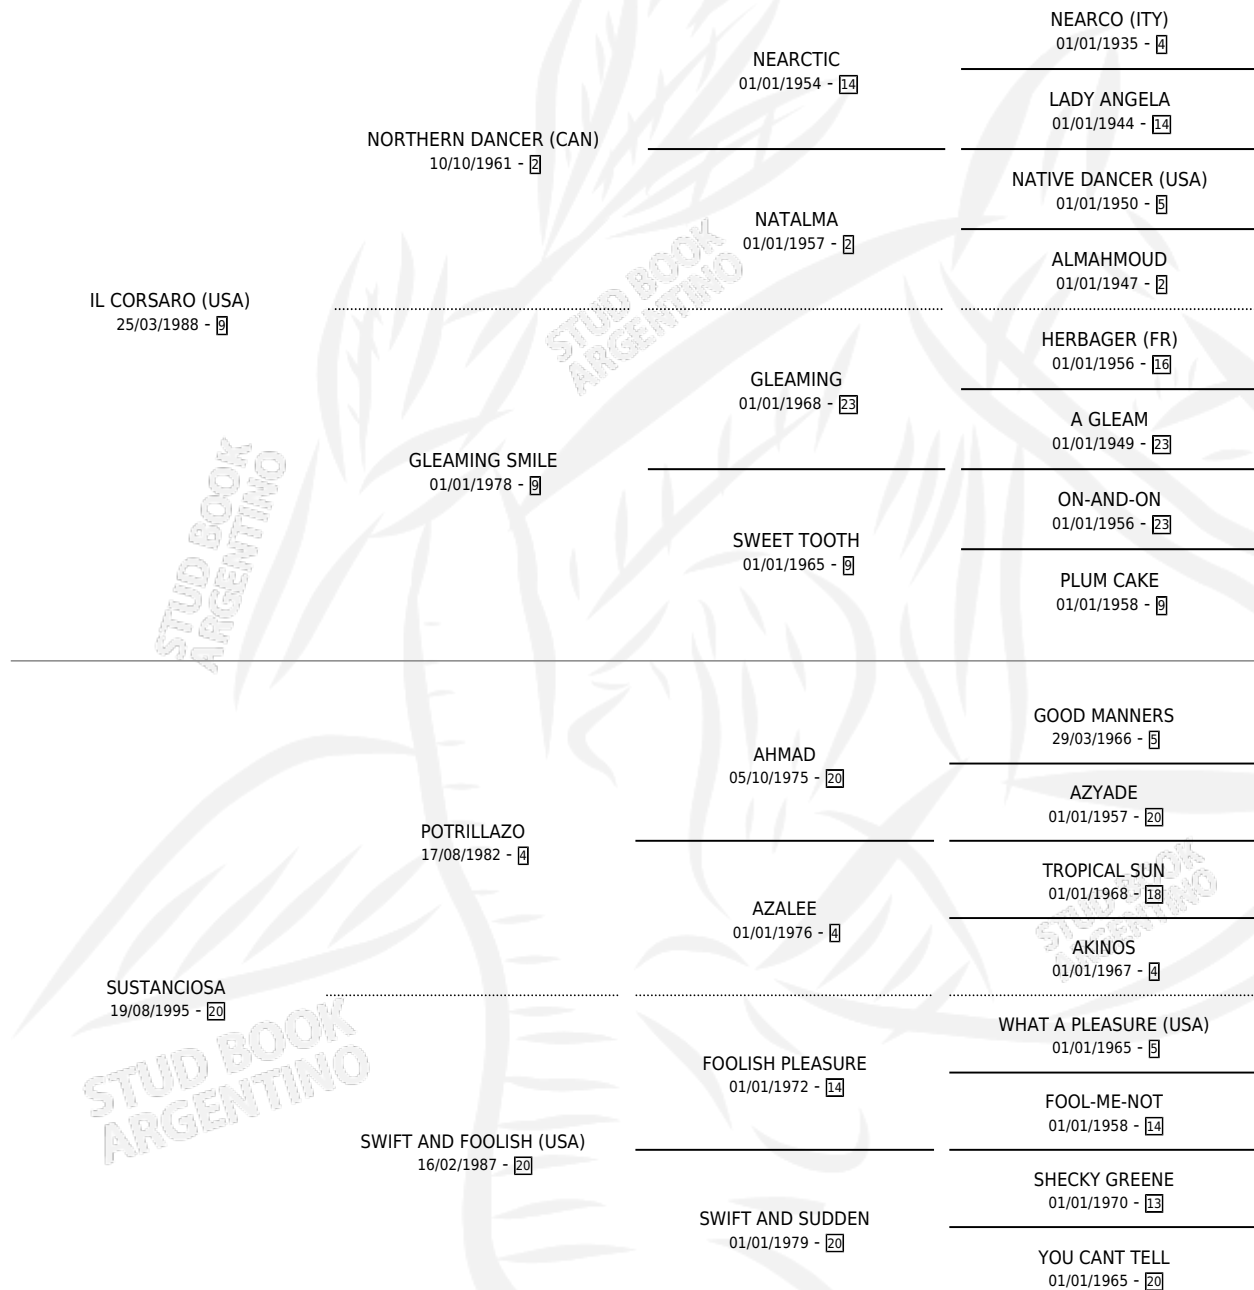 NEARCO (ITY)
01/01/1935 - 4
NEARCTIC
01/01/1954 - 14
LADY ANGELA
01/01/1944 - 14
NORTHERN DANCER (CAN)
10/10/1961 - 2
NATIVE DANCER (USA)
01/01/1950 - 5
NATALMA
01/01/1957 - 2
ALMAHMOUD
01/01/1947 - 2
IL CORSARO (USA)
25/03/1988 - 9
HERBAGER (FR)
01/01/1956 - 16
GLEAMING
01/01/1968 - 23
A GLEAM
01/01/1949 - 23
GLEAMING SMILE
01/01/1978 - 9
ON-AND-ON
01/01/1956 - 23
SWEET TOOTH
01/01/1965 - 9
PLUM CAKE
01/01/1958 - 9
STUD BOOK
ARGENTINO
STUD BOOK
ARGENTINO
GOOD MANNERS
29/03/1966 - 5
AHMAD
05/10/1975 - 20
AZYADE
01/01/1957 - 20
POTRILLAZO
17/08/1982 - 4
TROPICAL SUN
01/01/1968 - 18
AZALEE
01/01/1976 - 4
AKINOS
01/01/1967 - 4
STUD BOOK
ARGENTINO
SUSTANCIOSA
19/08/1995 - 20
WHAT A PLEASURE (USA)
01/01/1965 - 5
FOOLISH PLEASURE
01/01/1972 - 14
FOOL-ME-NOT
01/01/1958 - 14
STUD BOOK
ARGENTINO
SWIFT AND FOOLISH (USA)
16/02/1987 - 20
SHECKY GREENE
01/01/1970 - 13
SWIFT AND SUDDEN
01/01/1979 - 20
YOU CANT TELL
01/01/1965 - 20